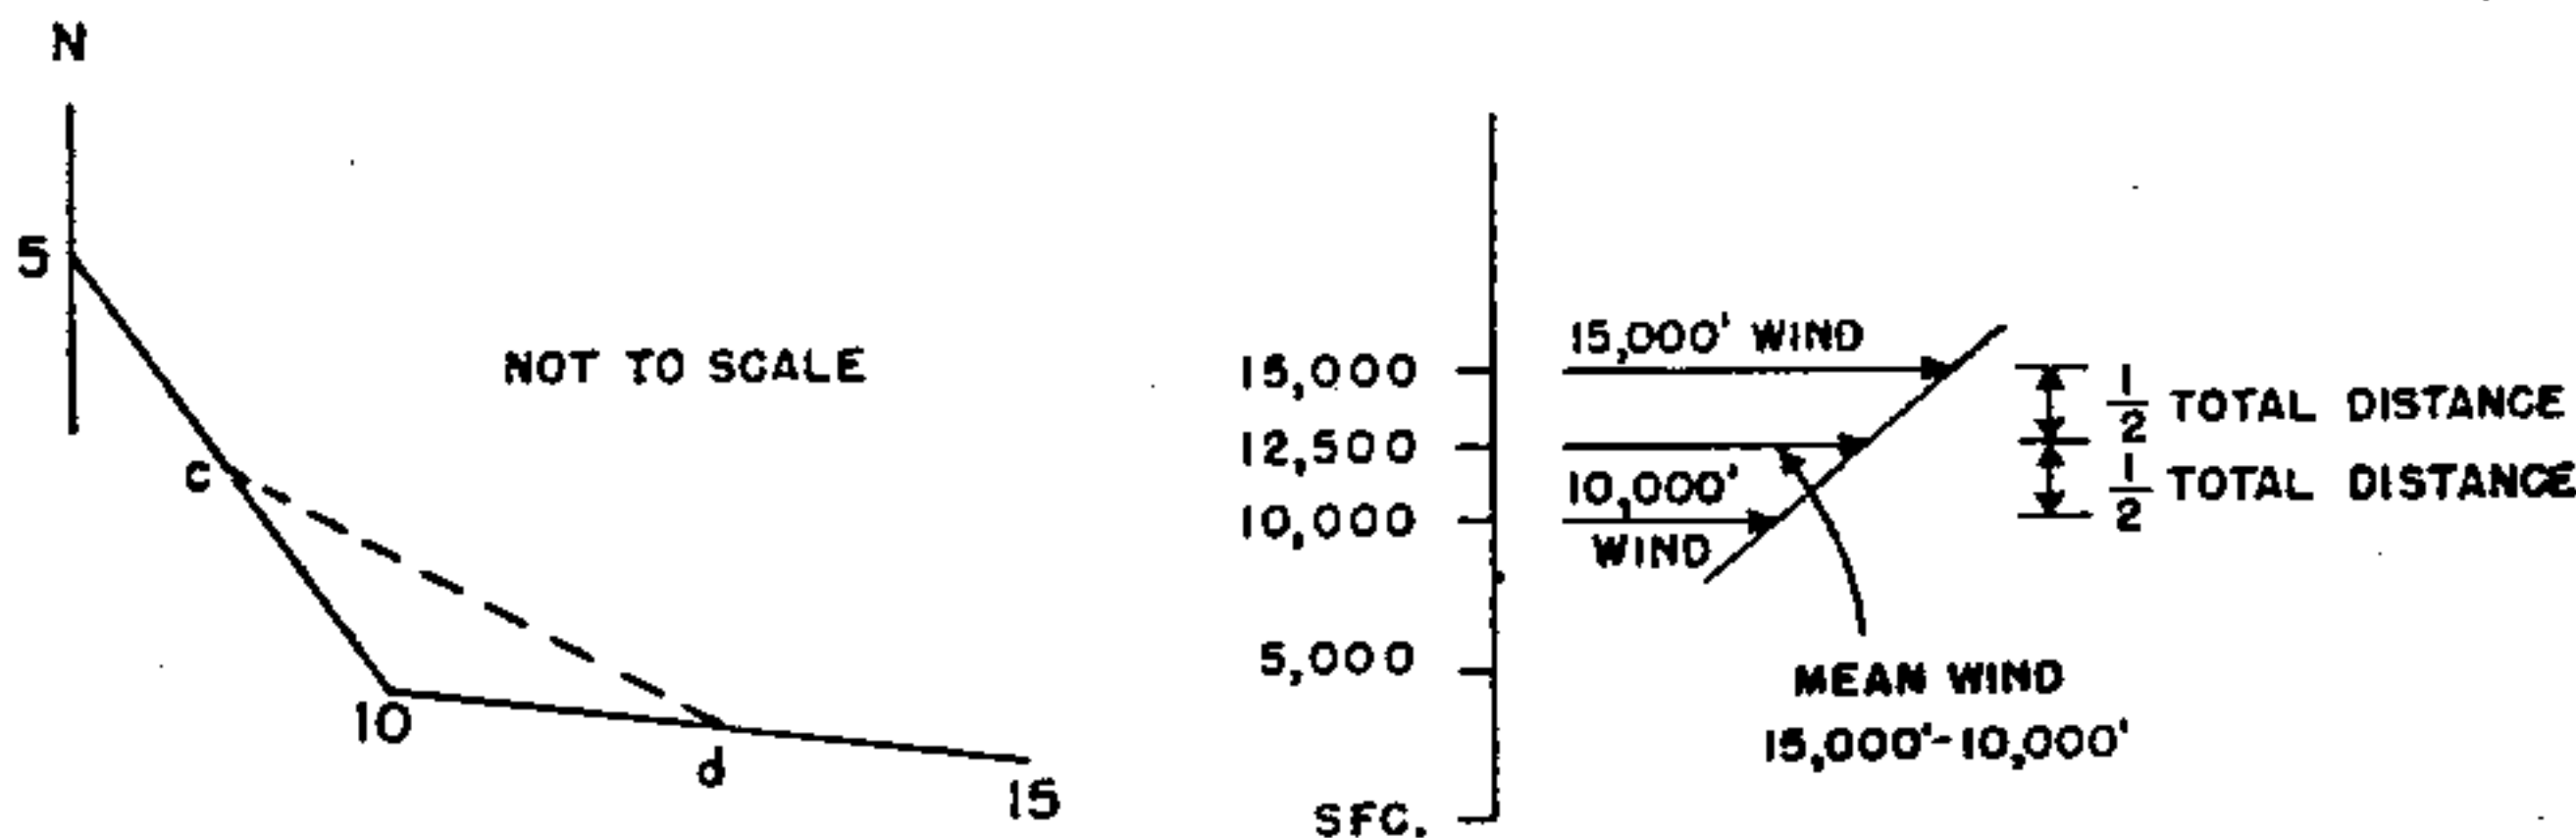 N
5
c
10
d
15
NOT TO SCALE
15,000
12,500
10,000
5,000
SFC.
15,000' WIND
10,000'
WIND
MEAN WIND
15,000'-10,000'
1/2 TOTAL DISTANCE
1/2 TOTAL DISTANCE